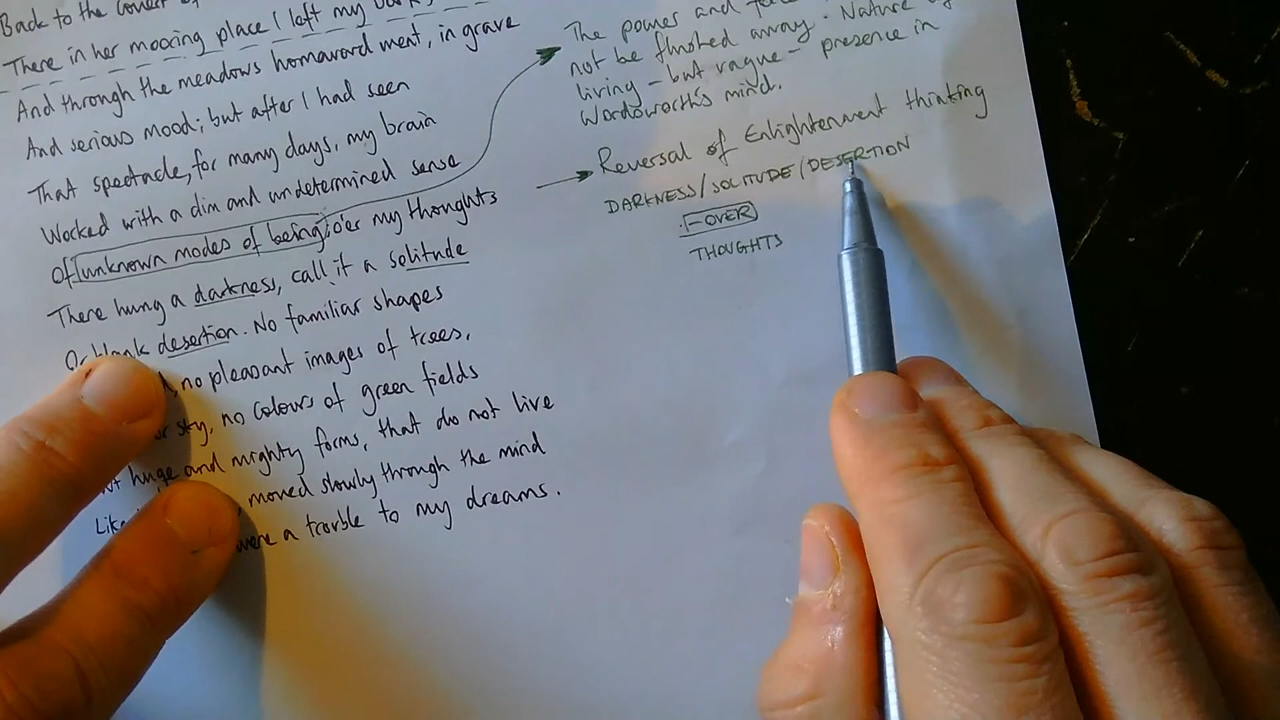 Back to the covert of
There in her mooring place I left my bark
And through the meadows homeward went, in grave
And serious mood; but after I had seen
That spectacle, for many days, my brain
Worked with a dim and undetermined sense
Of unknown modes of being; o'er my thoughts
There hung a darkness, call it a solitude
Or blank desertion. No familiar shapes
, no pleasant images of trees,
or sky, no colours of green fields
huge and mighty forms, that do not live
Like , moved slowly through the mind
were a trouble to my dreams.
The power and
not be flushed away. Nature
living – but vague – presence in
Wordsworth's mind.
Reversal of Enlightenment thinking
DARKNESS/SOLITUDE/DESERTION
OVER
THOUGHTS